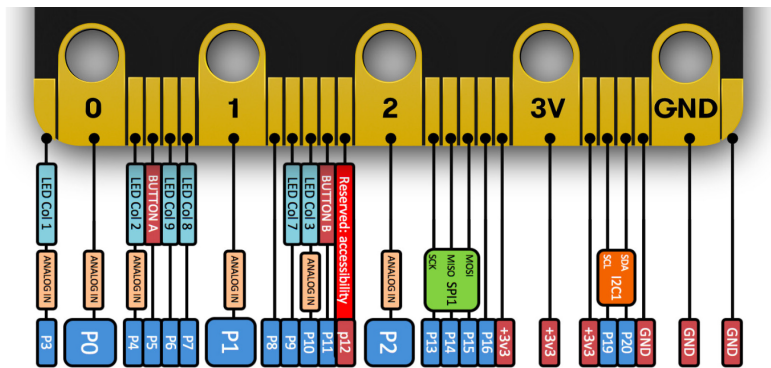 0
1
2
3V
GND
LED Col 1
LED Col 2
BUTTON A
LED Col 9
LED Col 8
LED Col 7
LED Col 3
BUTTON B
Reserved: accessibility
ANALOG IN
ANALOG IN
ANALOG IN
ANALOG IN
ANALOG IN
ANALOG IN
SCK
MISO
MOSI
SPI1
SCL
SDA
I2C1
P3
P0
P4
P5
P6
P7
P1
P8
P9
P10
P11
p12
P2
P13
P14
P15
P16
+3v3
+3v3
+3v3
P19
P20
GND
GND
GND